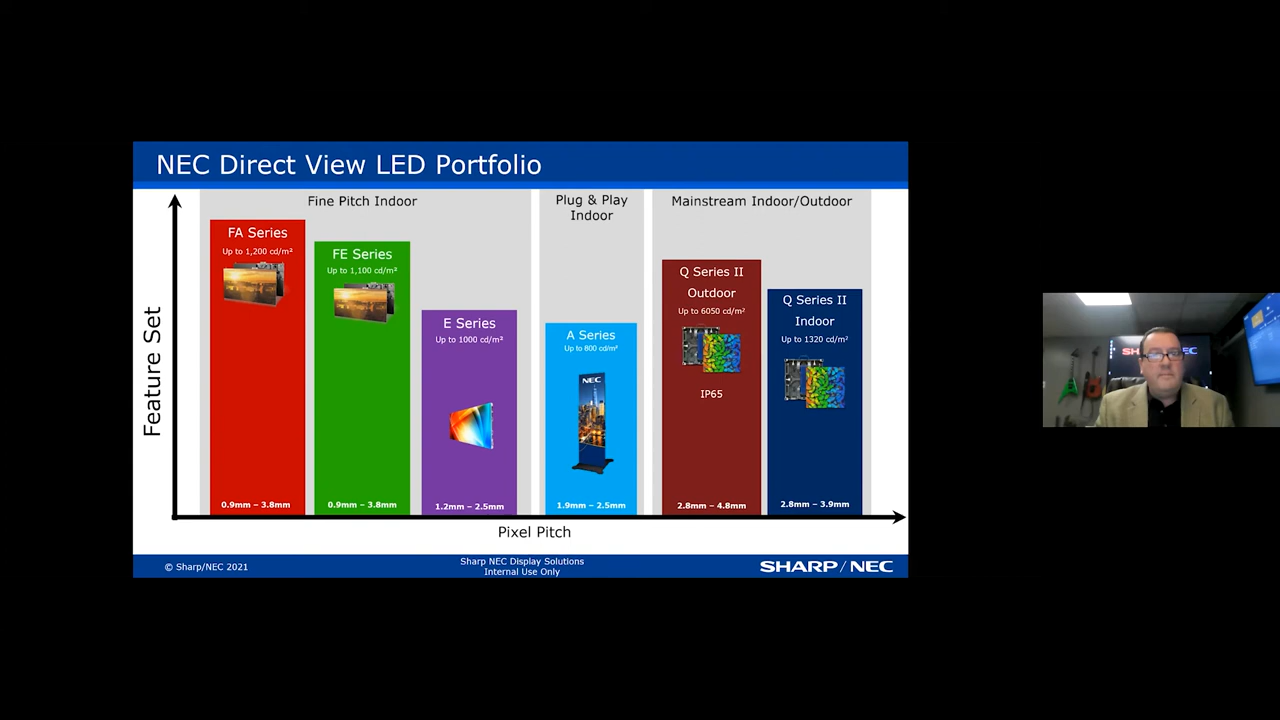 NEC Direct View LED Portfolio
Fine Pitch Indoor
Plug & Play
Indoor
Mainstream Indoor/Outdoor
FA Series
Up to 1,200 cd/m²
FE Series
Up to 1,100 cd/m²
E Series
Up to 1000 cd/m²
A Series
Up to 800 cd/m²
NEC
Q Series II
Outdoor
Up to 6050 cd/m²
IP65
Q Series II
Indoor
Up to 1320 cd/m²
Feature Set
0.9mm – 3.8mm
0.9mm – 3.8mm
1.2mm – 2.5mm
1.9mm – 2.5mm
2.8mm – 4.8mm
2.8mm – 3.9mm
Pixel Pitch
© Sharp/NEC 2021
Sharp NEC Display Solutions
Internal Use Only
SHARP/NEC